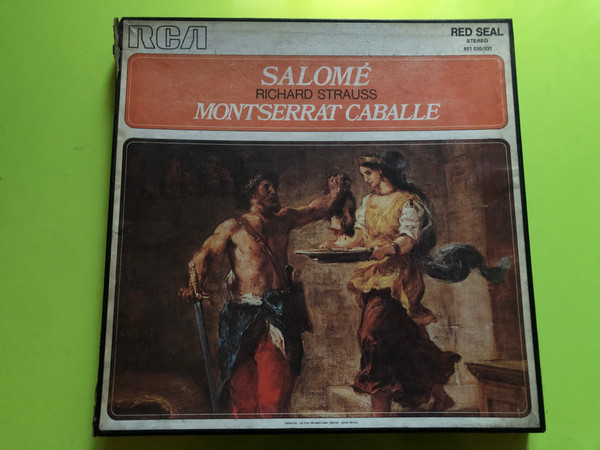 RCA
RED SEAL
STEREO
SALOMÉ
RICHARD STRAUSS
MONTSERRAT CABALLE